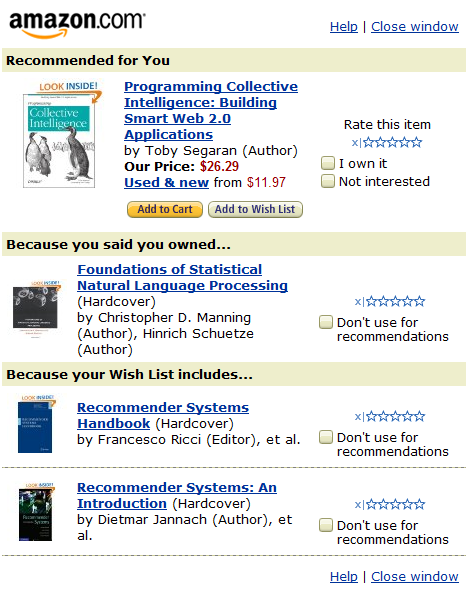 amazon.com
Help | Close window
Recommended for You
LOOK INSIDE!
Programming
Collective
Intelligence
O'REILLY
Programming Collective
Intelligence: Building
Smart Web 2.0
Applications
by Toby Segaran (Author)
Our Price: $26.29
Used & new from $11.97
Rate this item
x|
I own it
Not interested
Add to Cart
Add to Wish List
Because you said you owned...
LOOK INSIDE!
Foundations of Statistical
Natural Language Processing
(Hardcover)
by Christopher D. Manning
(Author), Hinrich Schuetze
(Author)
x|
Don't use for
recommendations
Because your Wish List includes...
LOOK INSIDE!
RECOMMENDER
SYSTEMS
HANDBOOK
Recommender Systems
Handbook (Hardcover)
by Francesco Ricci (Editor), et al.
x|
Don't use for
recommendations
LOOK INSIDE!
Recommender
Systems
Recommender Systems: An
Introduction (Hardcover)
by Dietmar Jannach (Author), et
al.
x|
Don't use for
recommendations
Help | Close window